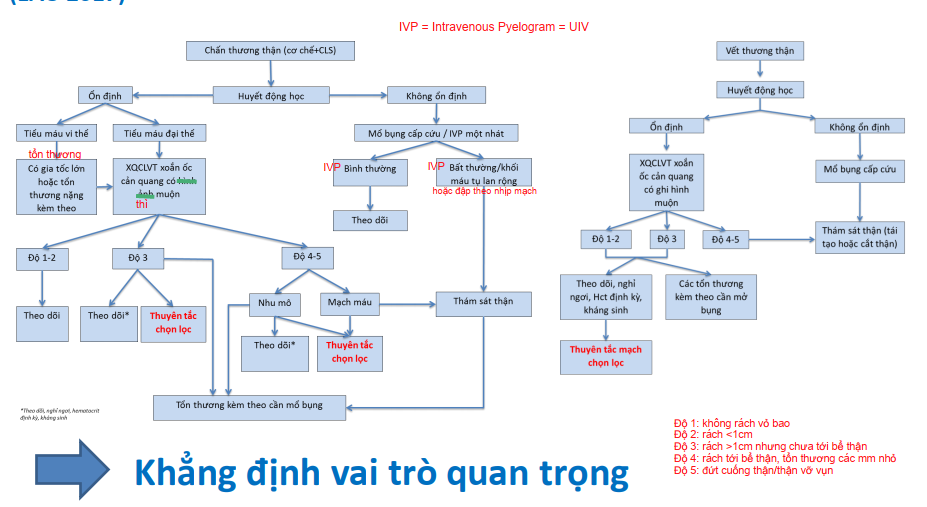 IVP = Intravenous Pyelogram = UIV
Chấn thương thận (cơ chế+CLS)
Ổn định
Huyết động học
Không ổn định
Tiểu máu vi thể
Tiểu máu đại thể
Mổ bụng cấp cứu / IVP một nhát
tổn thương
Có gia tốc lớn
hoặc tổn
thương nặng
kèm theo
XQCLVT xoắn ốc
cản quang có hình
ảnh muộn
thì
IVP Bình thường
IVP Bất thường/khối
máu tụ lan rộng
hoặc đập theo nhịp mạch
Theo dõi
Độ 1-2
Độ 3
Độ 4-5
Theo dõi
Theo dõi*
Thuyên tắc
chọn lọc
Nhu mô
Mạch máu
Thám sát thận
Theo dõi*
Thuyên tắc
chọn lọc
Tổn thương kèm theo cần mổ bụng
*Theo dõi, nghỉ ngơi, hematocrit
định kỳ, kháng sinh
Vết thương thận
Huyết động học
Ổn định
Không ổn định
XQCLVT xoắn
ốc cản quang
có ghi hình
muộn
Mổ bụng cấp cứu
Độ 1-2
Độ 3
Độ 4-5
Thám sát thận (tái
tạo hoặc cắt thận)
Theo dõi, nghỉ
ngơi, Hct định kỳ,
kháng sinh
Các tổn thương
kèm theo cần mở
bụng
Thuyên tắc mạch
chọn lọc
Độ 1: không rách vỏ bao
Độ 2: rách <1cm
Độ 3: rách >1cm nhưng chưa tới bể thận
Độ 4: rách tới bể thận, tổn thương các mm nhỏ
Độ 5: đứt cuống thận/thận vỡ vụn
Khẳng định vai trò quan trọng